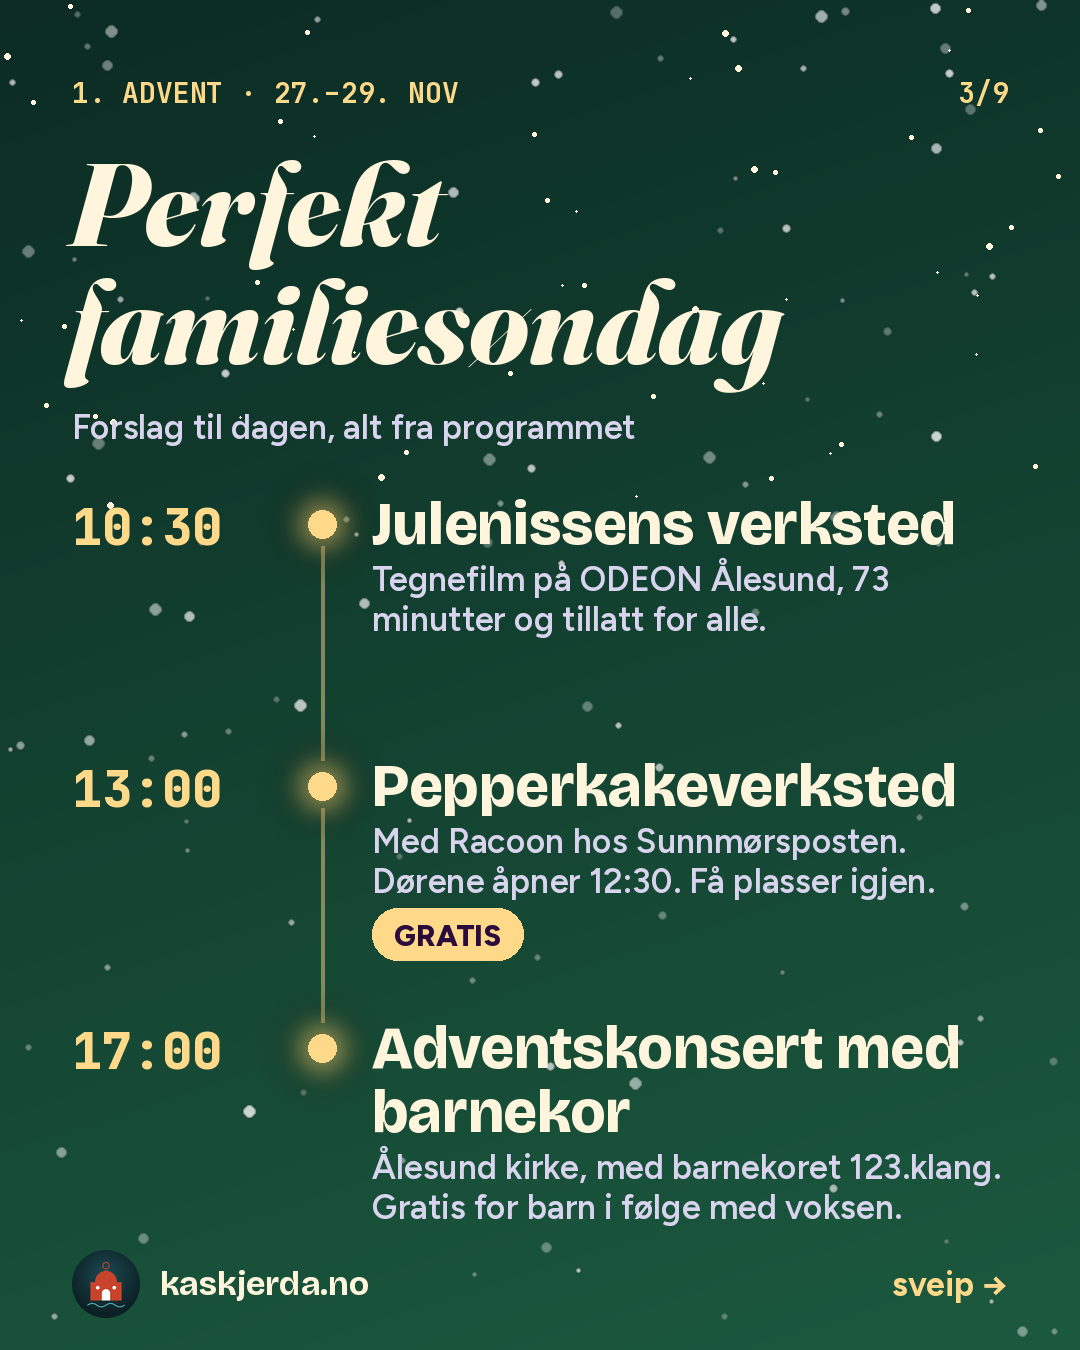 1. ADVENT · 27.–29. NOV
3/9
Perfekt
familiesøndag
Forslag til dagen, alt fra programmet
10:30
Julenissens verksted
Tegnefilm på ODEON Ålesund, 73
minutter og tillatt for alle.
13:00
Pepperkakeverksted
Med Racoon hos Sunnmørsposten.
Dørene åpner 12:30. Få plasser igjen.
GRATIS
17:00
Adventskonsert med
barnekor
Ålesund kirke, med barnekoret 123.klang.
Gratis for barn i følge med voksen.
kaskjerda.no
sveip →